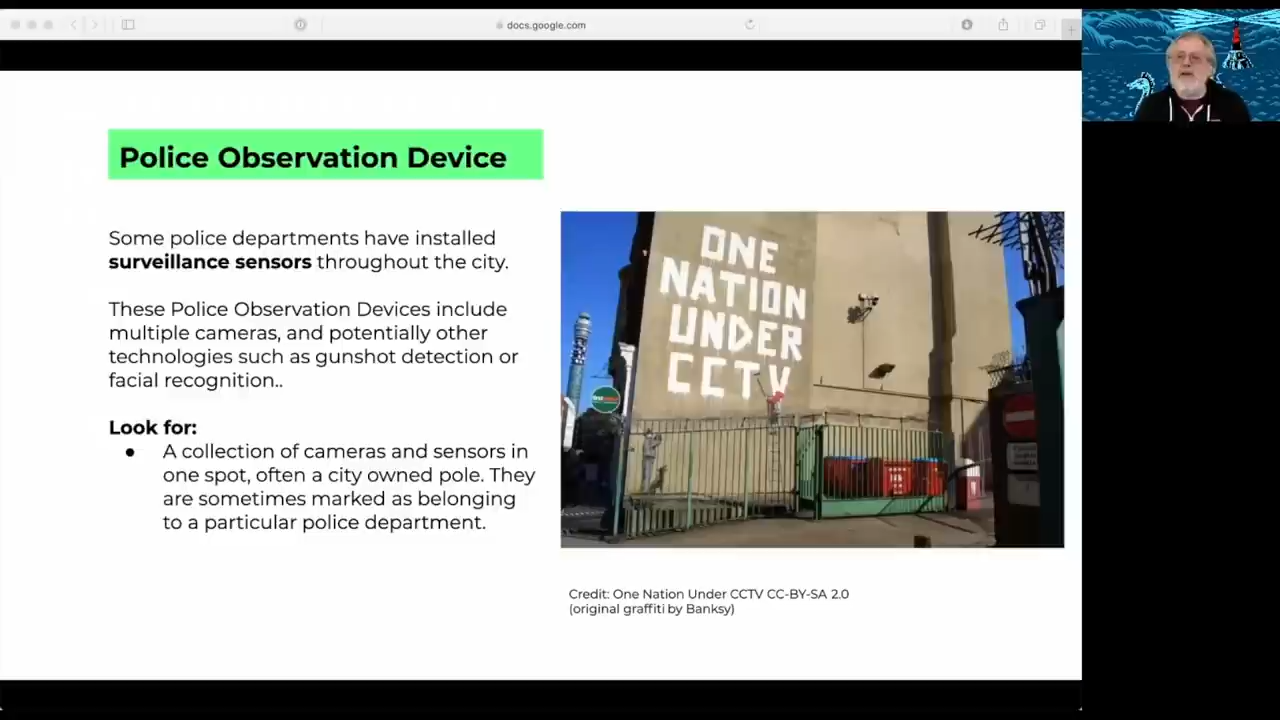 docs.google.com
Police Observation Device
Some police departments have installed
surveillance sensors throughout the city.
These Police Observation Devices include
multiple cameras, and potentially other
technologies such as gunshot detection or
facial recognition..
Look for:
● A collection of cameras and sensors in
one spot, often a city owned pole. They
are sometimes marked as belonging
to a particular police department.
ONE
NATION
UNDER
CCTV
Credit: One Nation Under CCTV CC-BY-SA 2.0
(original graffiti by Banksy)